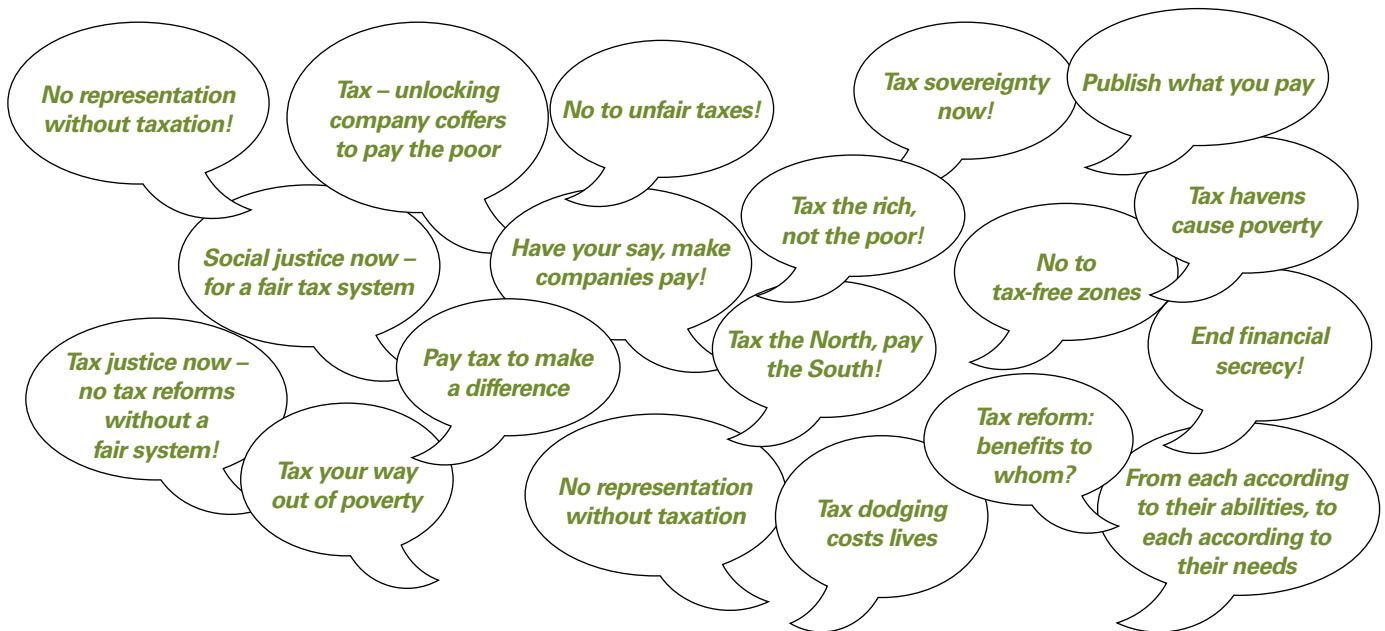 No representation
without taxation!
Tax – unlocking
company coffers
to pay the poor
No to unfair taxes!
Tax sovereignty
now!
Publish what you pay
Social justice now –
for a fair tax system
Have your say, make
companies pay!
Tax the rich,
not the poor!
No to
tax-free zones
Tax havens
cause poverty
Tax justice now –
no tax reforms
without a
fair system!
Pay tax to make
a difference
Tax the North, pay
the South!
End financial
secrecy!
Tax your way
out of poverty
No representation
without taxation
Tax dodging
costs lives
Tax reform:
benefits to
whom?
From each according
to their abilities, to
each according to
their needs